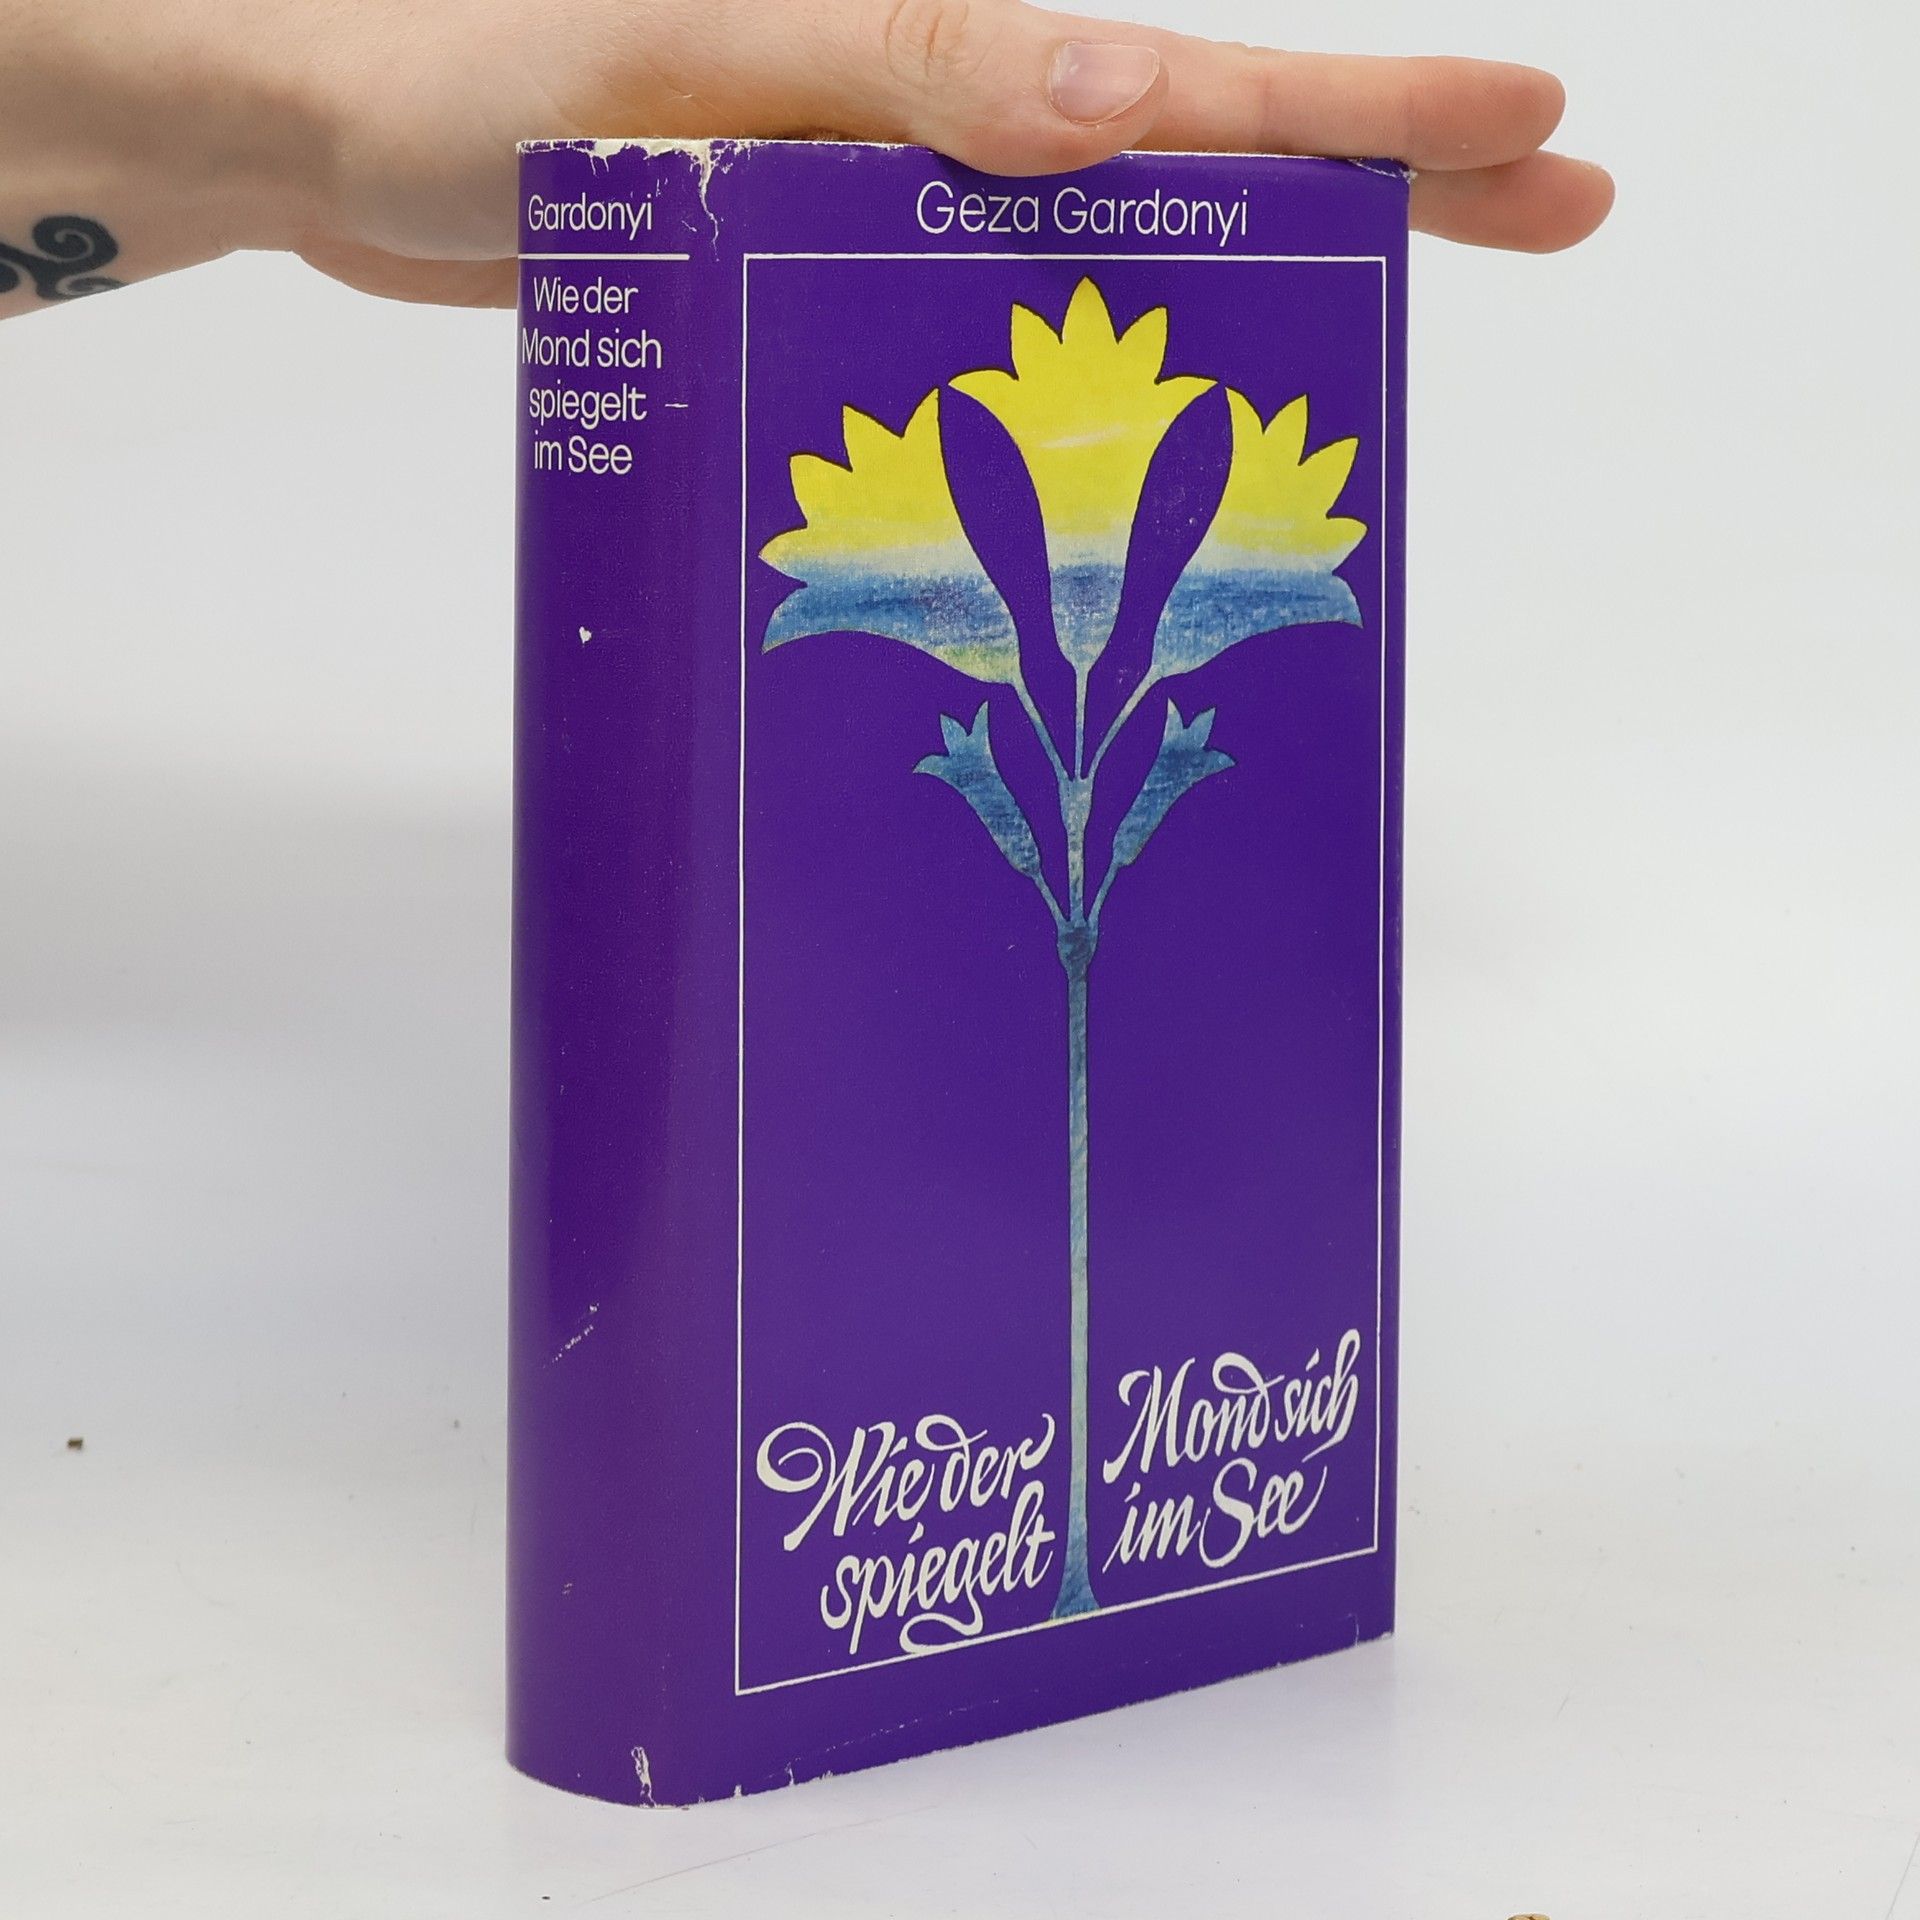 Gardonyi
Wie der
Mond sich
spiegelt
im See
Geza Gardonyi
Wie der
spiegelt
Mond sich
im See